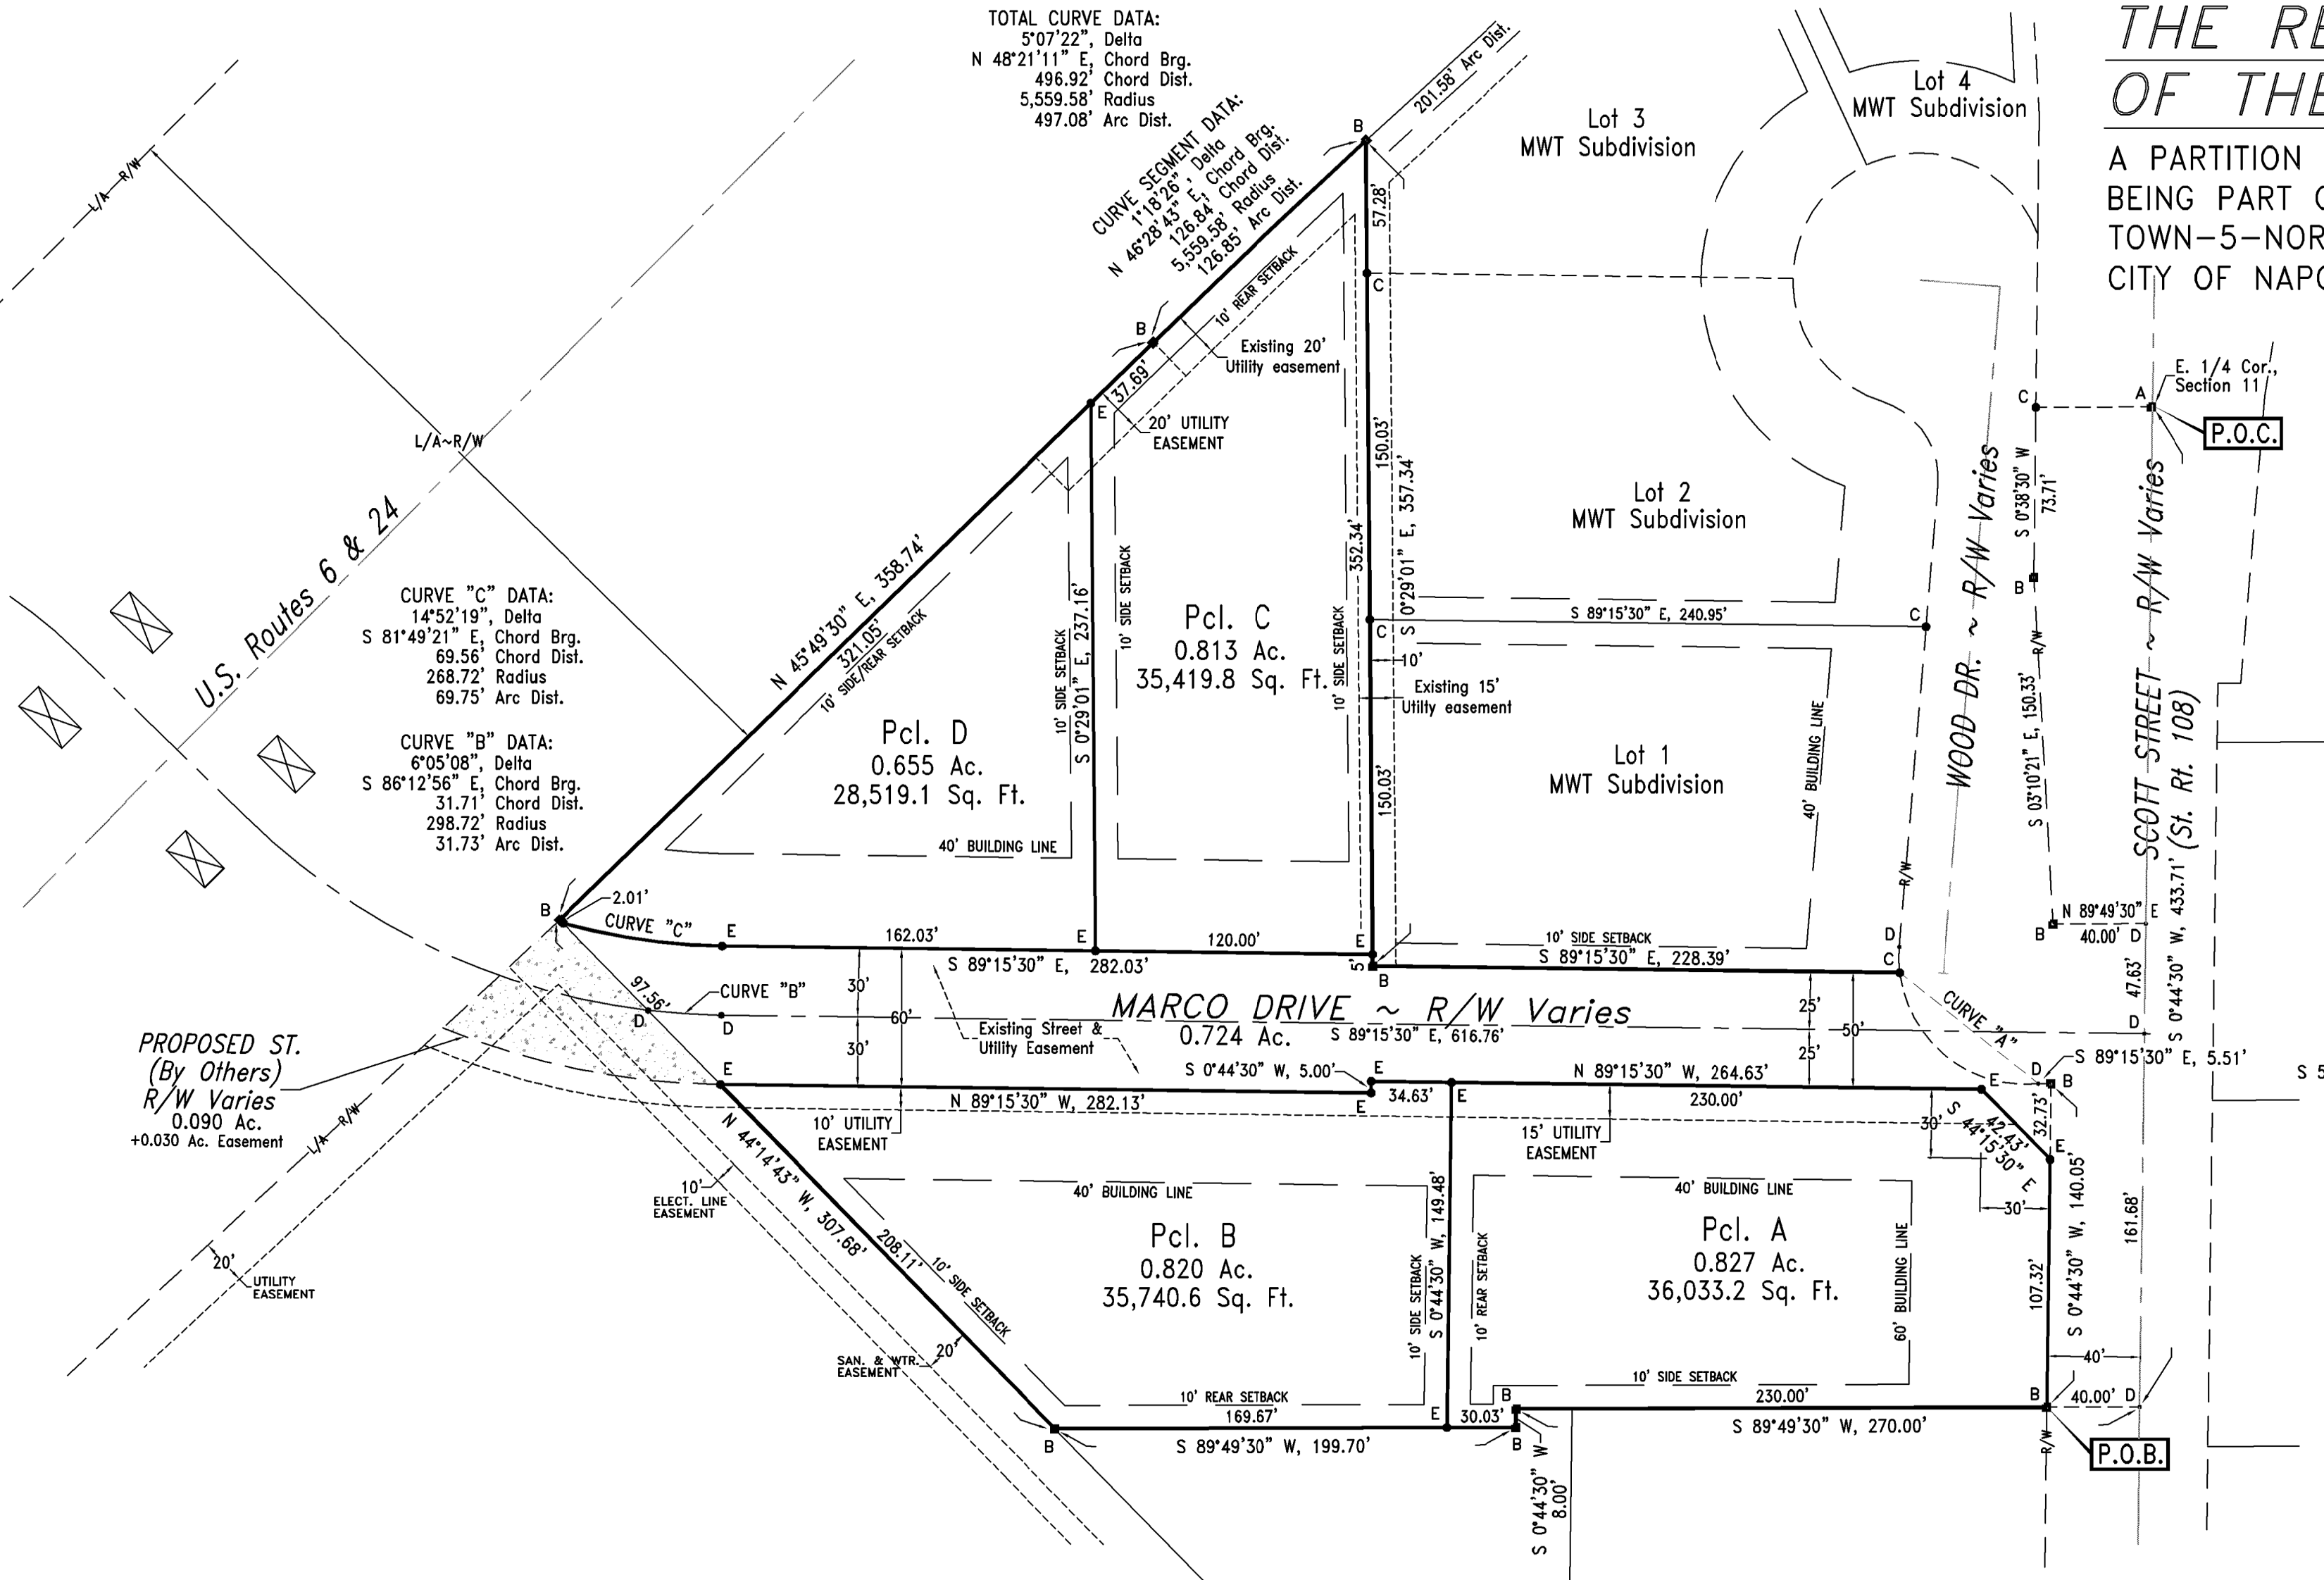 TOTAL CURVE DATA:
5°07'22", Delta
N 48°21'11" E, Chord Brg.
496.92' Chord Dist.
5,559.58' Radius
497.08' Arc Dist.
CURVE SEGMENT DATA:
1°18'26", Delta
N 46°28'43" E, Chord Brg.
126.84' Chord Dist.
5,559.58' Radius
126.85' Arc Dist.
201.58' Arc Dist.
THE RE
OF THE
A PARTITION
BEING PART
TOWN-5-NOR
CITY OF NAPO
Lot 4
MWT Subdivision
Lot 3
MWT Subdivision
B
57.28'
C
10' REAR SETBACK
Existing 20'
Utility easement
B
37.69'
E
20' UTILITY
EASEMENT
L/A R/W
L/A~R/W
U.S. Routes 6 & 24
E. 1/4 Cor.,
Section 11
A
C
P.O.C.
S 0°38'30" W
73.71'
B
R/W
S 03°10'21" E, 150.33'
WOOD DR. ~ R/W Varies
SCOTT STREET ~ R/W Varies
(St. Rt. 108)
150.03'
352.34'
S 0°29'01" E, 357.34'
Lot 2
MWT Subdivision
S 89°15'30" E, 240.95'
C
C
10'
Existing 15'
Utilty easement
150.03'
Lot 1
MWT Subdivision
40' BUILDING LINE
R/W
CURVE "C" DATA:
14°52'19", Delta
S 81°49'21" E, Chord Brg.
69.56' Chord Dist.
268.72' Radius
69.75' Arc Dist.
CURVE "B" DATA:
6°05'08", Delta
S 86°12'56" E, Chord Brg.
31.71' Chord Dist.
298.72' Radius
31.73' Arc Dist.
N 45°49'30" E, 358.74'
321.05'
10' SIDE/REAR SETBACK
Pcl. D
0.655 Ac.
28,519.1 Sq. Ft.
40' BUILDING LINE
10' SIDE SETBACK
S 0°29'01" E, 237.16'
10' SIDE SETBACK
Pcl. C
0.813 Ac.
35,419.8 Sq. Ft.
10' SIDE SETBACK
B
2.01'
CURVE "C"
E
162.03'
E
120.00'
E
S 89°15'30" E, 282.03'
5'
B
10' SIDE SETBACK
S 89°15'30" E, 228.39'
D
C
N 89°49'30" E
B
40.00'
D
47.63'
S 0°44'30" W, 433.71'
97.56'
D
CURVE "B"
D
30'
60'
30'
Existing Street &
Utility Easement
MARCO DRIVE ~ R/W Varies
0.724 Ac.
S 89°15'30" E, 616.76'
25'
50'
25'
CURVE "A"
D
D
B
S 89°15'30" E, 5.51'
S 5
PROPOSED ST.
(By Others)
R/W Varies
0.090 Ac.
+0.030 Ac. Easement
E
S 0°44'30" W, 5.00'
E
E
N 89°15'30" W, 282.13'
34.63'
E
N 89°15'30" W, 264.63'
230.00'
E
10' UTILITY
EASEMENT
15' UTILITY
EASEMENT
30'
42.43'
S 44°15'30" E
32.73'
E
30'
L/A R/W
N 44°14'43" W, 307.68'
208.11'
10' SIDE SETBACK
10'
ELECT. LINE
EASEMENT
20'
UTILITY
EASEMENT
SAN. & WTR.
EASEMENT
20'
40' BUILDING LINE
Pcl. B
0.820 Ac.
35,740.6 Sq. Ft.
10' SIDE SETBACK
S 0°44'30" W, 149.48'
10' REAR SETBACK
40' BUILDING LINE
Pcl. A
0.827 Ac.
36,033.2 Sq. Ft.
60' BUILDING LINE
107.32'
S 0°44'30" W, 140.05'
161.68'
40'
10' REAR SETBACK
169.67'
B
S 89°49'30" W, 199.70'
E
30.03'
B
B
10' SIDE SETBACK
230.00'
S 89°49'30" W, 270.00'
B
40.00'
D
S 0°44'30" W
8.00'
R/W
P.O.B.